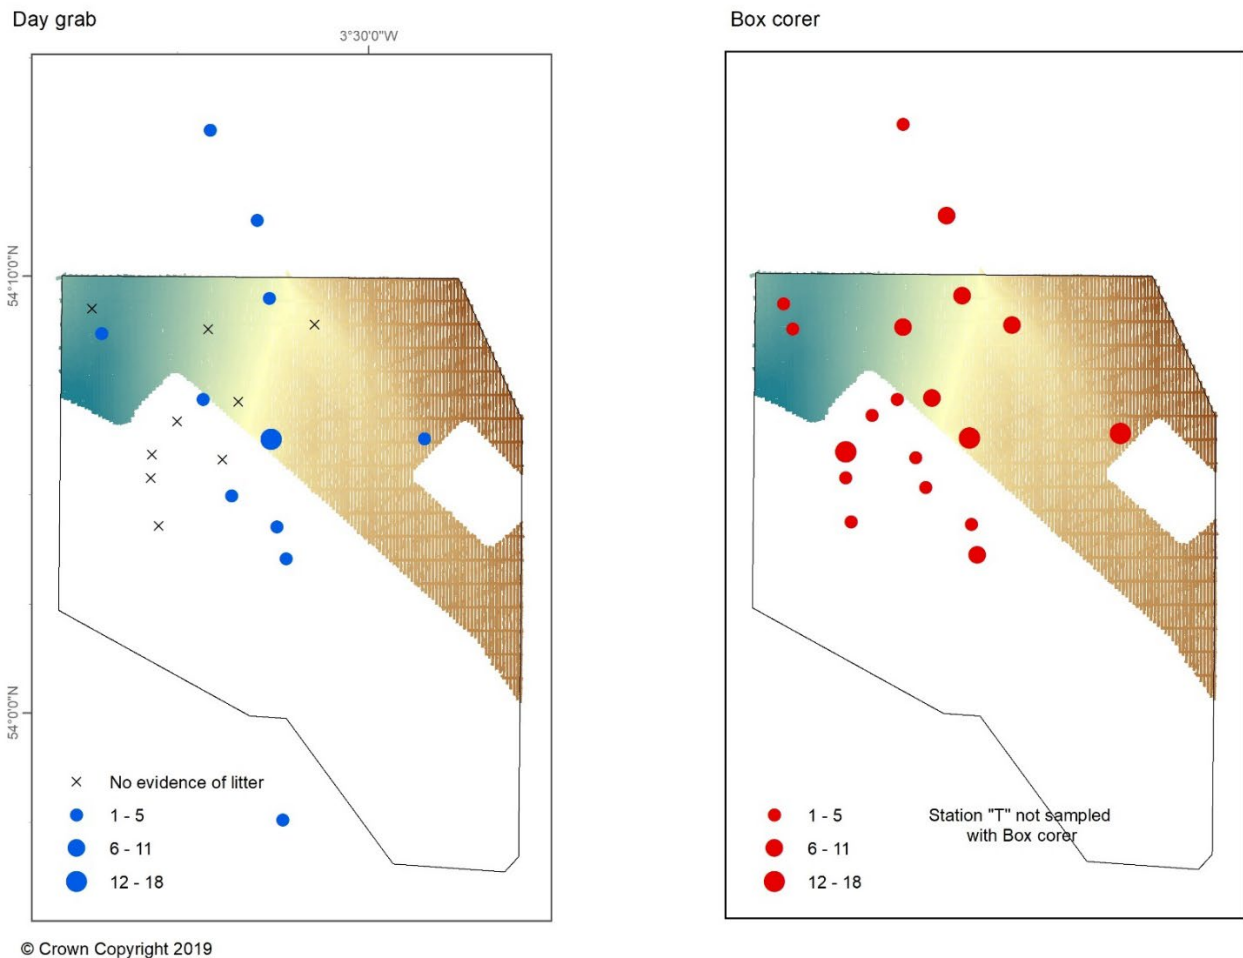 Day grab
Box corer
3°30'0"W
54°10'0"N
54°0'0"N
No evidence of litter
1 - 5
6 - 11
12 - 18
1 - 5
6 - 11
12 - 18
Station "T" not sampled
with Box corer
© Crown Copyright 2019